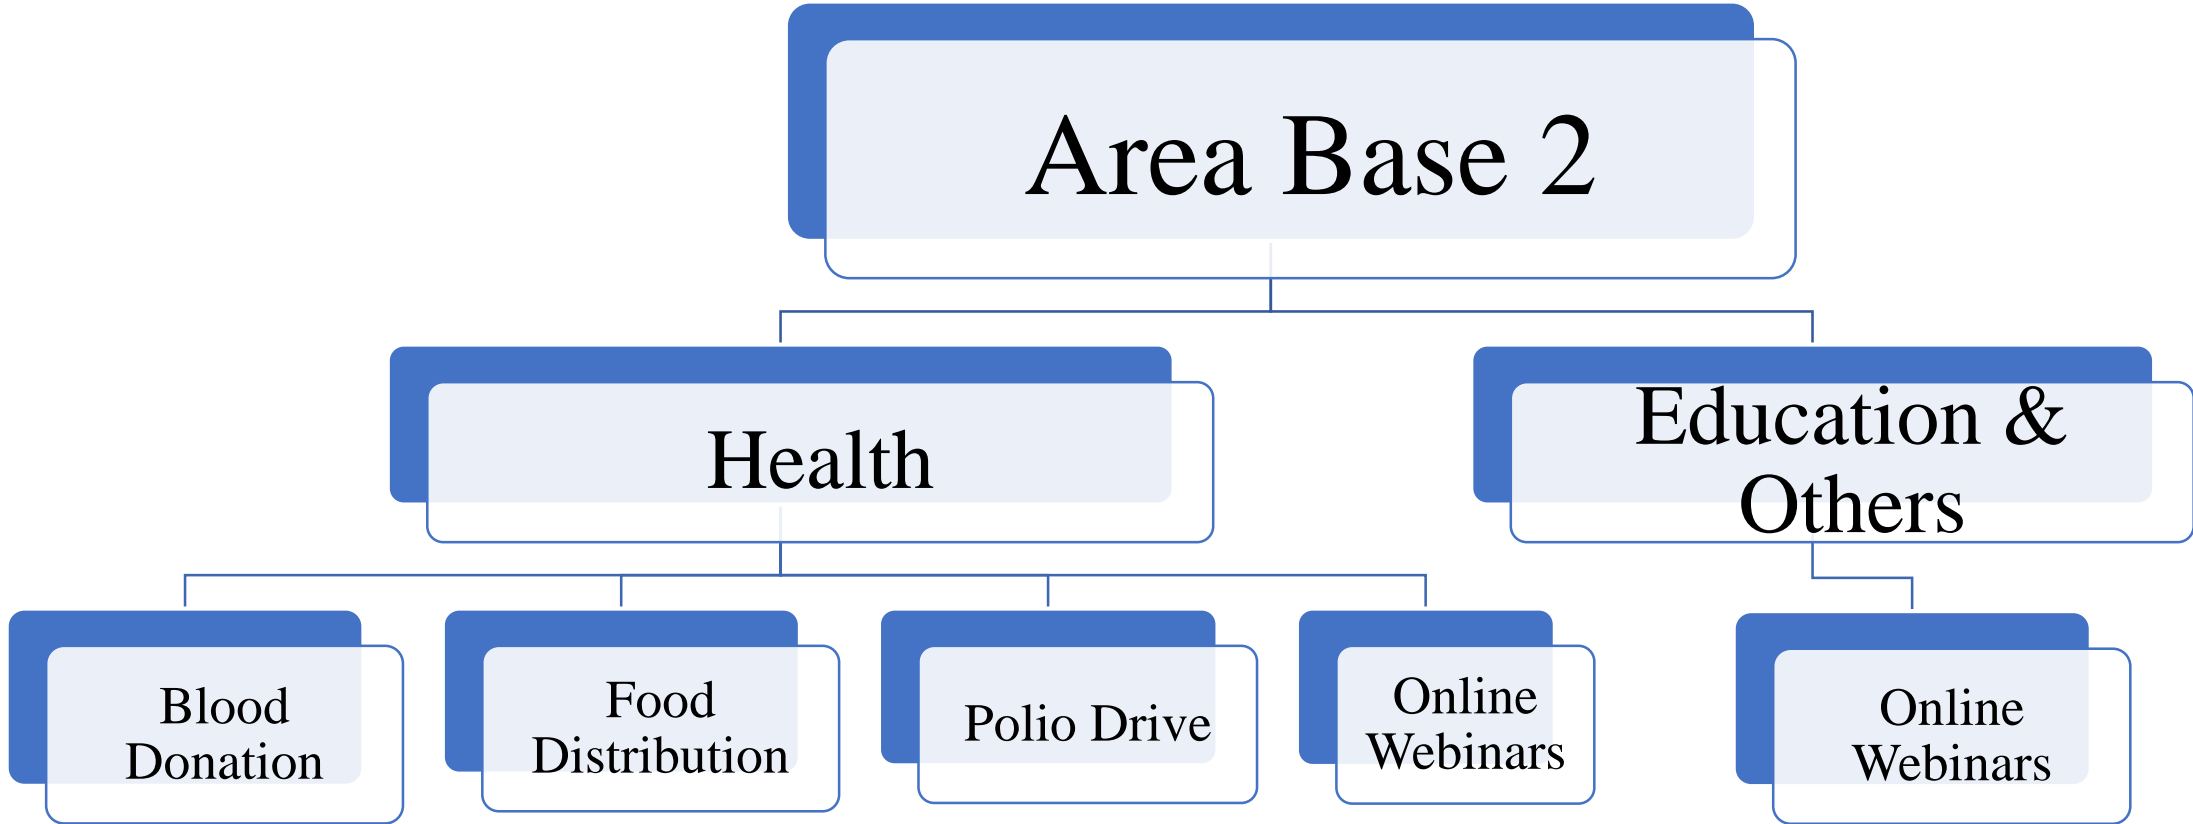 Area Base 2
Health
Education &
Others
Blood
Donation
Food
Distribution
Polio Drive
Online
Webinars
Online
Webinars